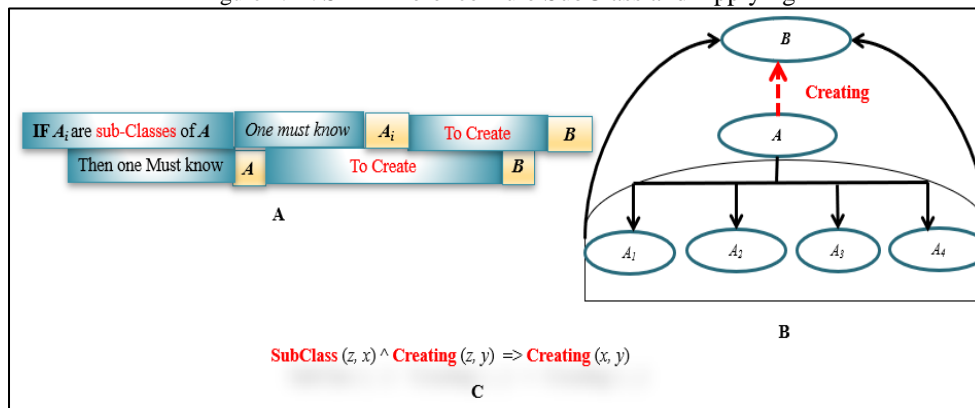 IF Ai are sub-Classes of A One must know Ai To Create B
Then one Must know A To Create B
A
B
Creating
A
A1 A2 A3 A4
B
SubClass (z, x) ^ Creating (z, y) => Creating (x, y)
C